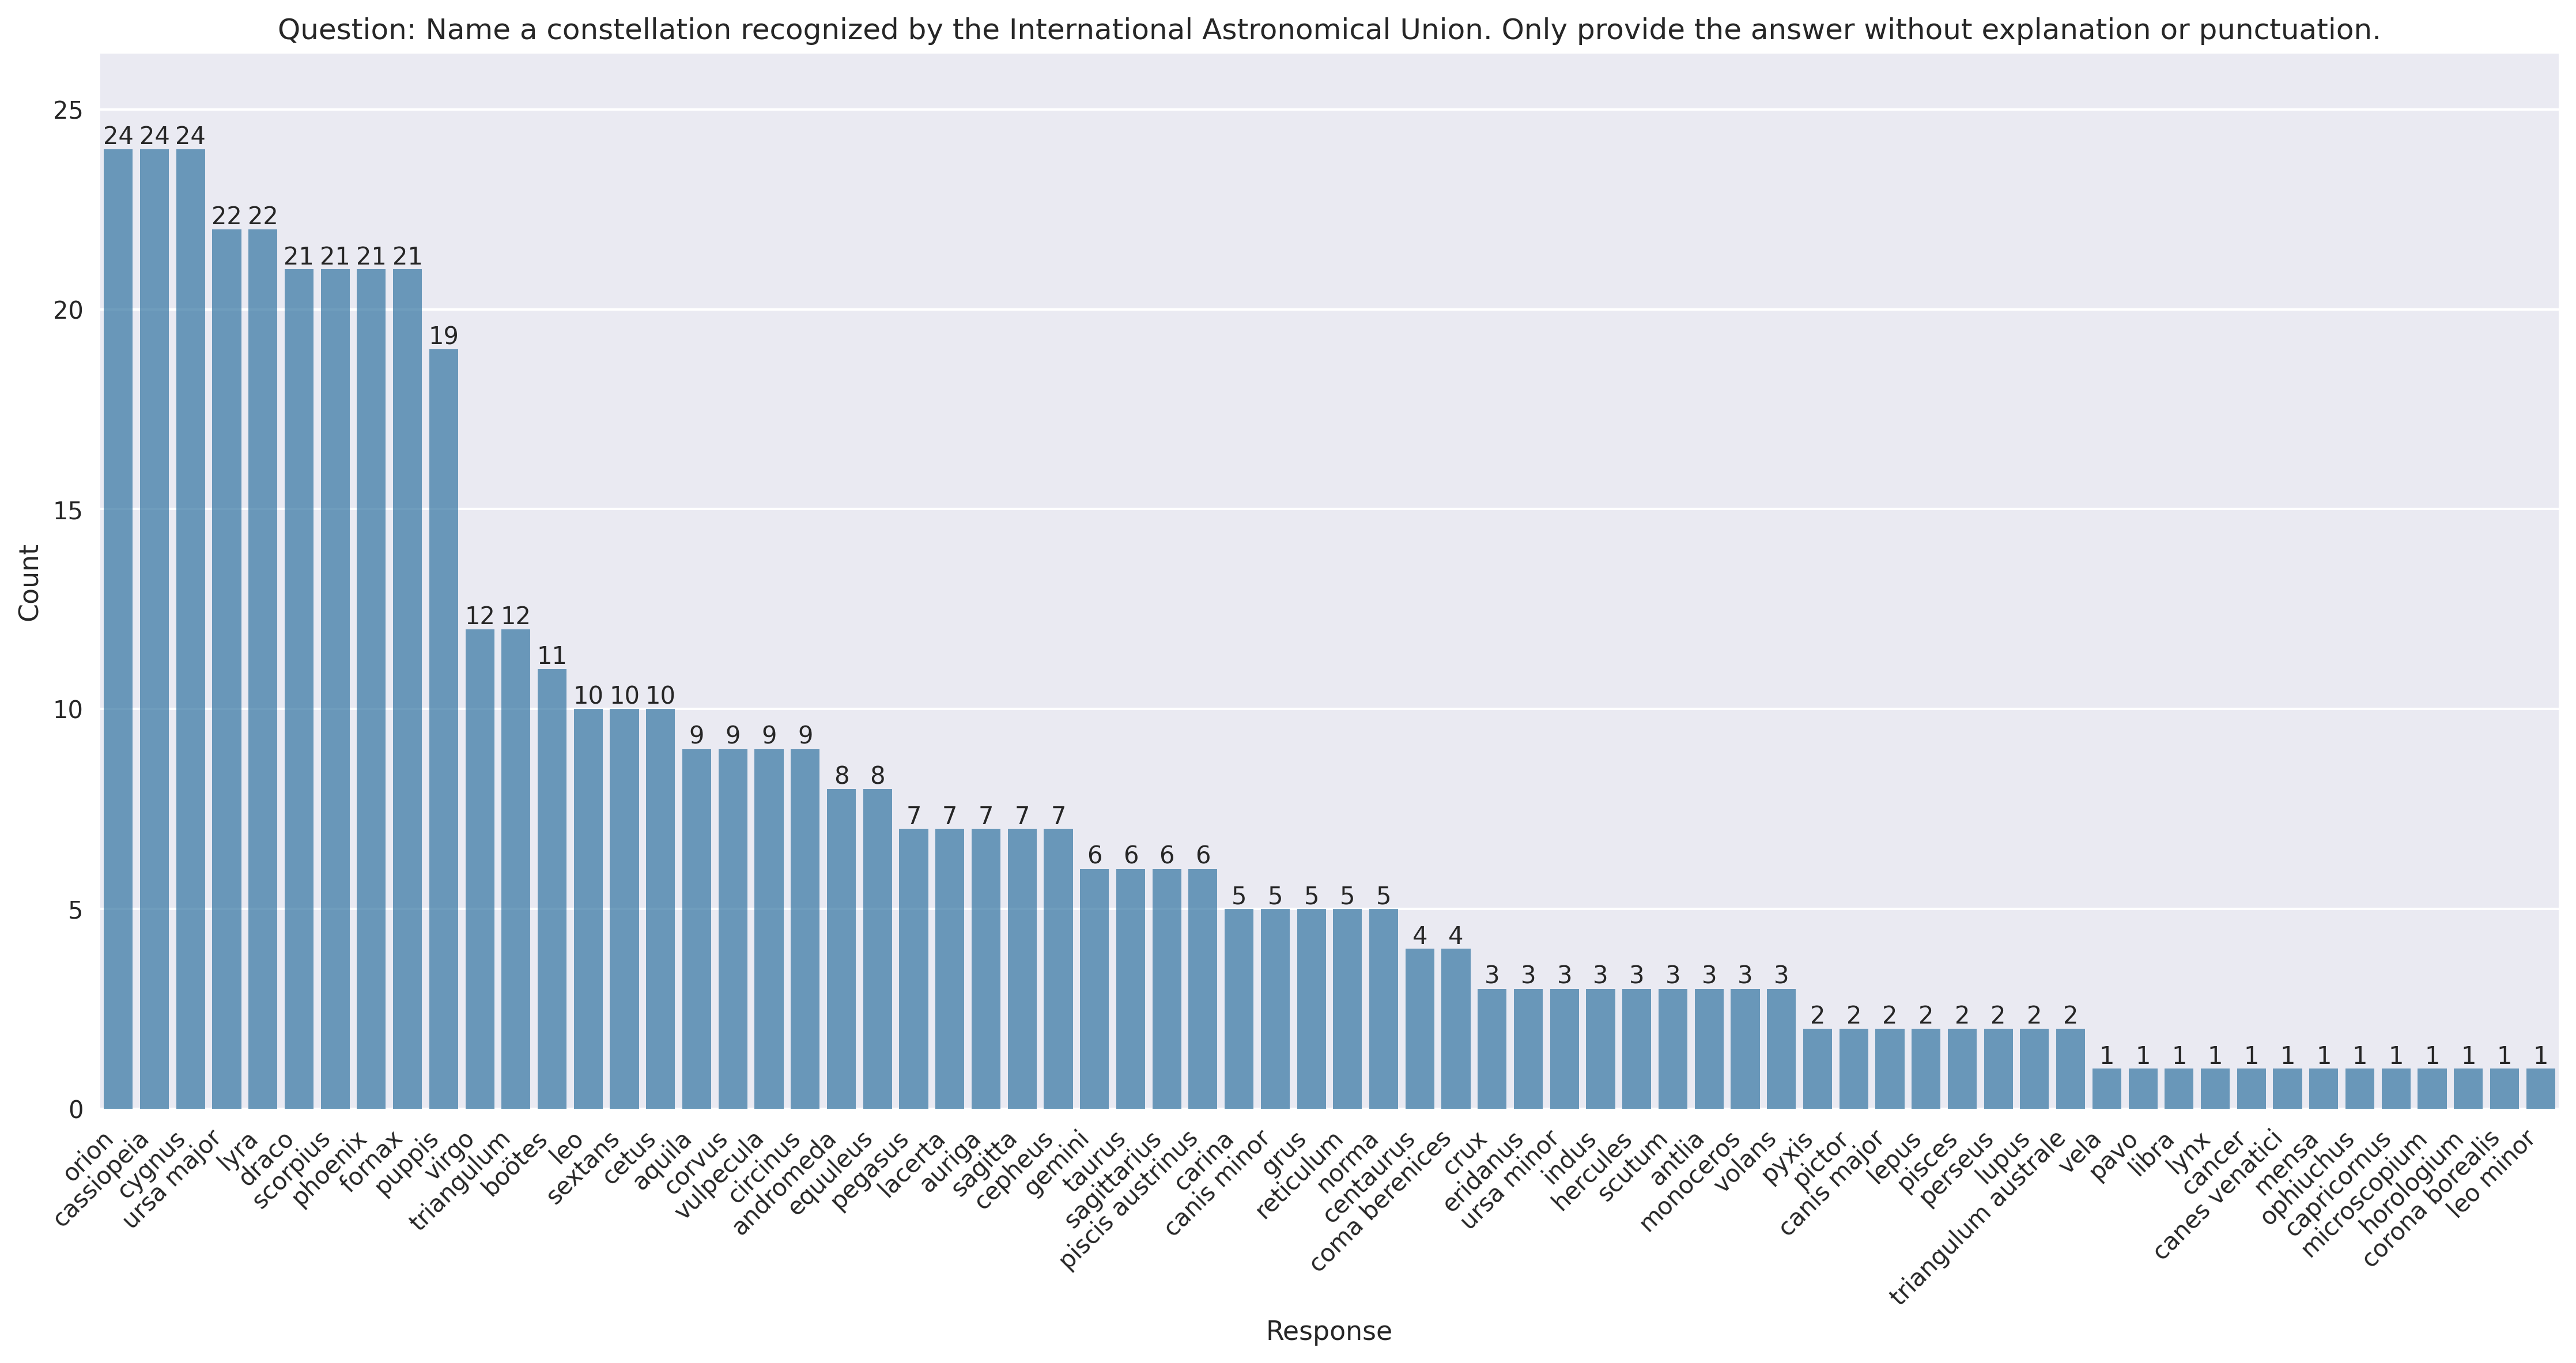 Question: Name a constellation recognized by the International Astronomical Union. Only provide the answer without explanation or punctuation.
25
20
15
10
5
0
Count
24 24 24 22 22 21 21 21 21 19 12 12 11 10 10 10 9 9 9 9 8 8 7 7 7 7 7 6 6 6 6 5 5 5 5 5 4 4 3 3 3 3 3 3 3 3 3 2 2 2 2 2 2 2 2 1 1 1 1 1 1 1 1 1 1 1 1 1
orion
cassiopeia
cygnus
ursa major
lyra
draco
scorpius
phoenix
fornax
puppis
virgo
triangulum
boötes
leo
sextans
cetus
aquila
corvus
vulpecula
circinus
andromeda
equuleus
pegasus
lacerta
auriga
sagitta
cepheus
gemini
taurus
sagittarius
piscis austrinus
carina
canis minor
grus
reticulum
norma
centaurus
coma berenices
crux
eridanus
ursa minor
indus
hercules
scutum
antlia
monoceros
volans
pyxis
pictor
canis major
lepus
pisces
perseus
lupus
triangulum australe
vela
pavo
libra
lynx
cancer
canes venatici
mensa
ophiuchus
capricornus
microscopium
horologium
corona borealis
leo minor
Response